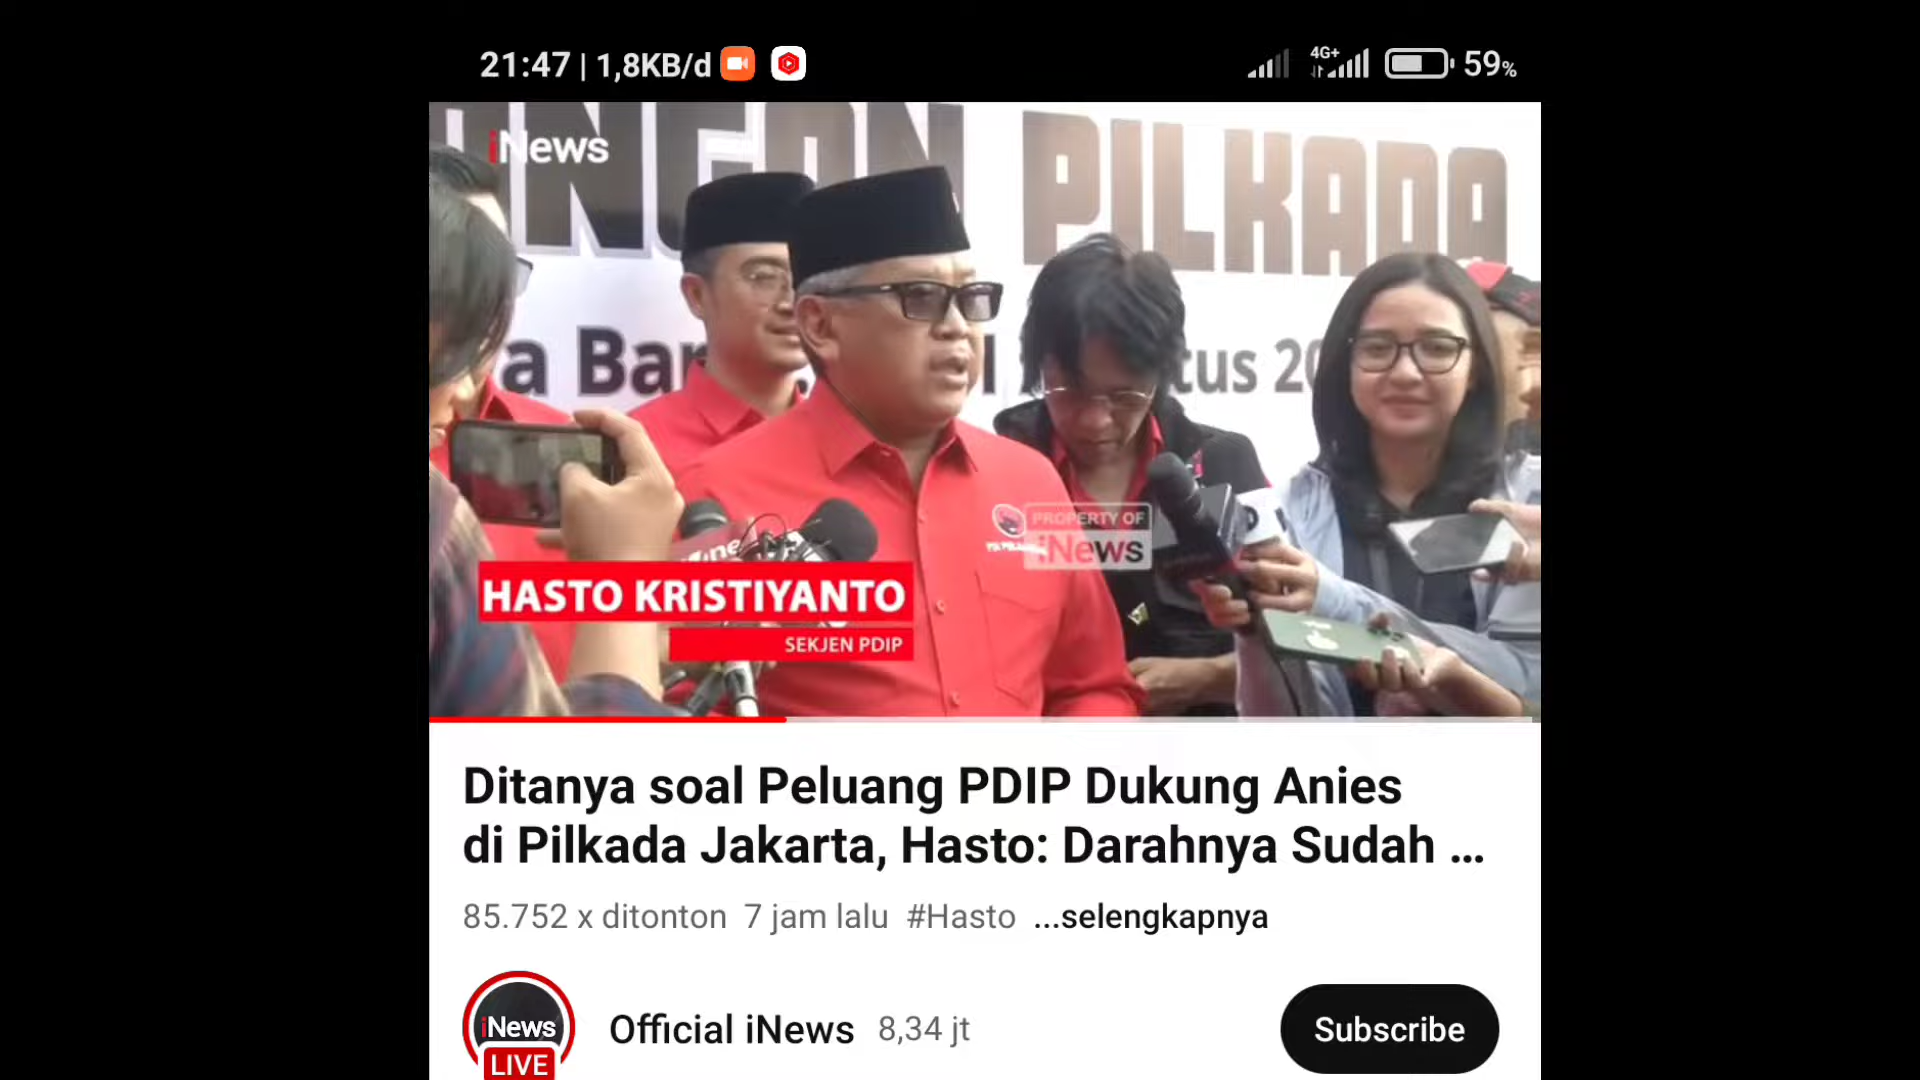 21:47 | 1,8KB/d
4G+
59%
iNews
PILKADA
a Ban
tus 20
PROPERTY OF
iNews
HASTO KRISTIYANTO
SEKJEN PDIP
Ditanya soal Peluang PDIP Dukung Anies
di Pilkada Jakarta, Hasto: Darahnya Sudah ...
85.752 x ditonton 7 jam lalu #Hasto ...selengkapnya
iNews
LIVE
Official iNews 8,34 jt
Subscribe